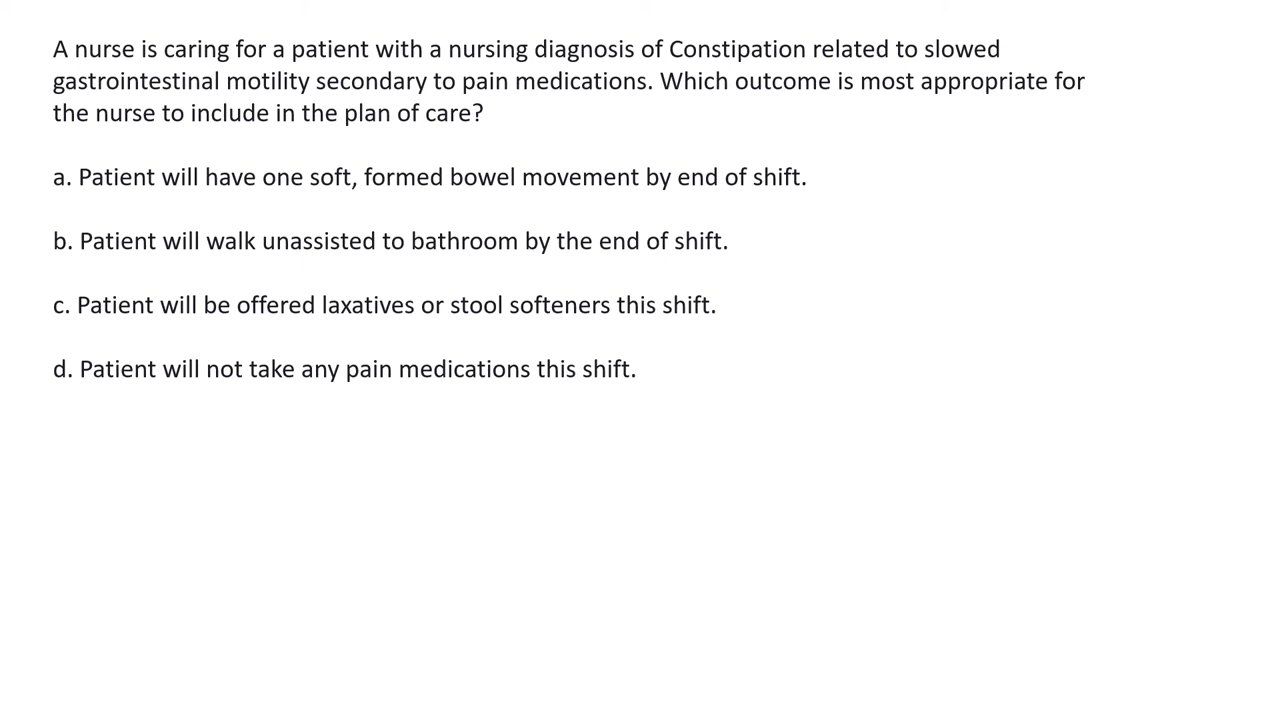 A nurse is caring for a patient with a nursing diagnosis of Constipation related to slowed
gastrointestinal motility secondary to pain medications. Which outcome is most appropriate for
the nurse to include in the plan of care?
a. Patient will have one soft, formed bowel movement by end of shift.
b. Patient will walk unassisted to bathroom by the end of shift.
c. Patient will be offered laxatives or stool softeners this shift.
d. Patient will not take any pain medications this shift.